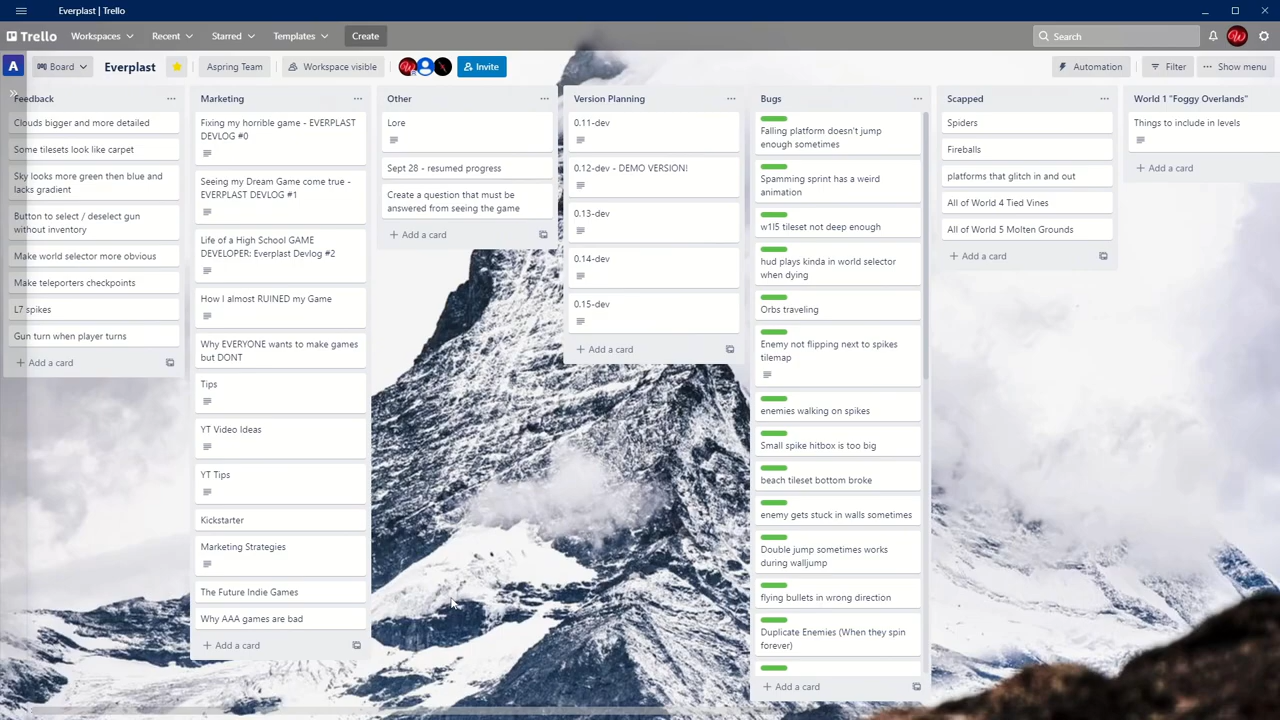 Everplast | Trello
Trello
Workspaces
Recent
Starred
Templates
Create
Search
A
Board
Everplast
Aspring Team
Workspace visible
Invite
Automation
Filter
Show menu
Feedback
Clouds bigger and more detailed
Some tilesets look like carpet
Sky looks more green then blue and
lacks gradient
Button to select / deselect gun
without inventory
Make world selector more obvious
Make teleporters checkpoints
L7 spikes
Gun turn when player turns
+ Add a card
Marketing
Fixing my horrible game - EVERPLAST
DEVLOG #0
Seeing my Dream Game come true -
EVERPLAST DEVLOG #1
Life of a High School GAME
DEVELOPER: Everplast Devlog #2
How I almost RUINED my Game
Why EVERYONE wants to make games
but DONT
Tips
YT Video Ideas
YT Tips
Kickstarter
Marketing Strategies
The Future Indie Games
Why AAA games are bad
+ Add a card
Other
Lore
Sept 28 - resumed progress
Create a question that must be
answered from seeing the game
+ Add a card
Version Planning
0.11-dev
0.12-dev - DEMO VERSION!
0.13-dev
0.14-dev
0.15-dev
+ Add a card
Bugs
Falling platform doesn't jump
enough sometimes
Spamming sprint has a weird
animation
w1l5 tileset not deep enough
hud plays kinda in world selector
when dying
Orbs traveling
Enemy not flipping next to spikes
tilemap
enemies walking on spikes
Small spike hitbox is too big
beach tileset bottom broke
enemy gets stuck in walls sometimes
Double jump sometimes works
during walljump
flying bullets in wrong direction
Duplicate Enemies (When they spin
forever)
+ Add a card
Scapped
Spiders
Fireballs
platforms that glitch in and out
All of World 4 Tied Vines
All of World 5 Molten Grounds
+ Add a card
World 1 "Foggy Overlands"
Things to include in levels
+ Add a card